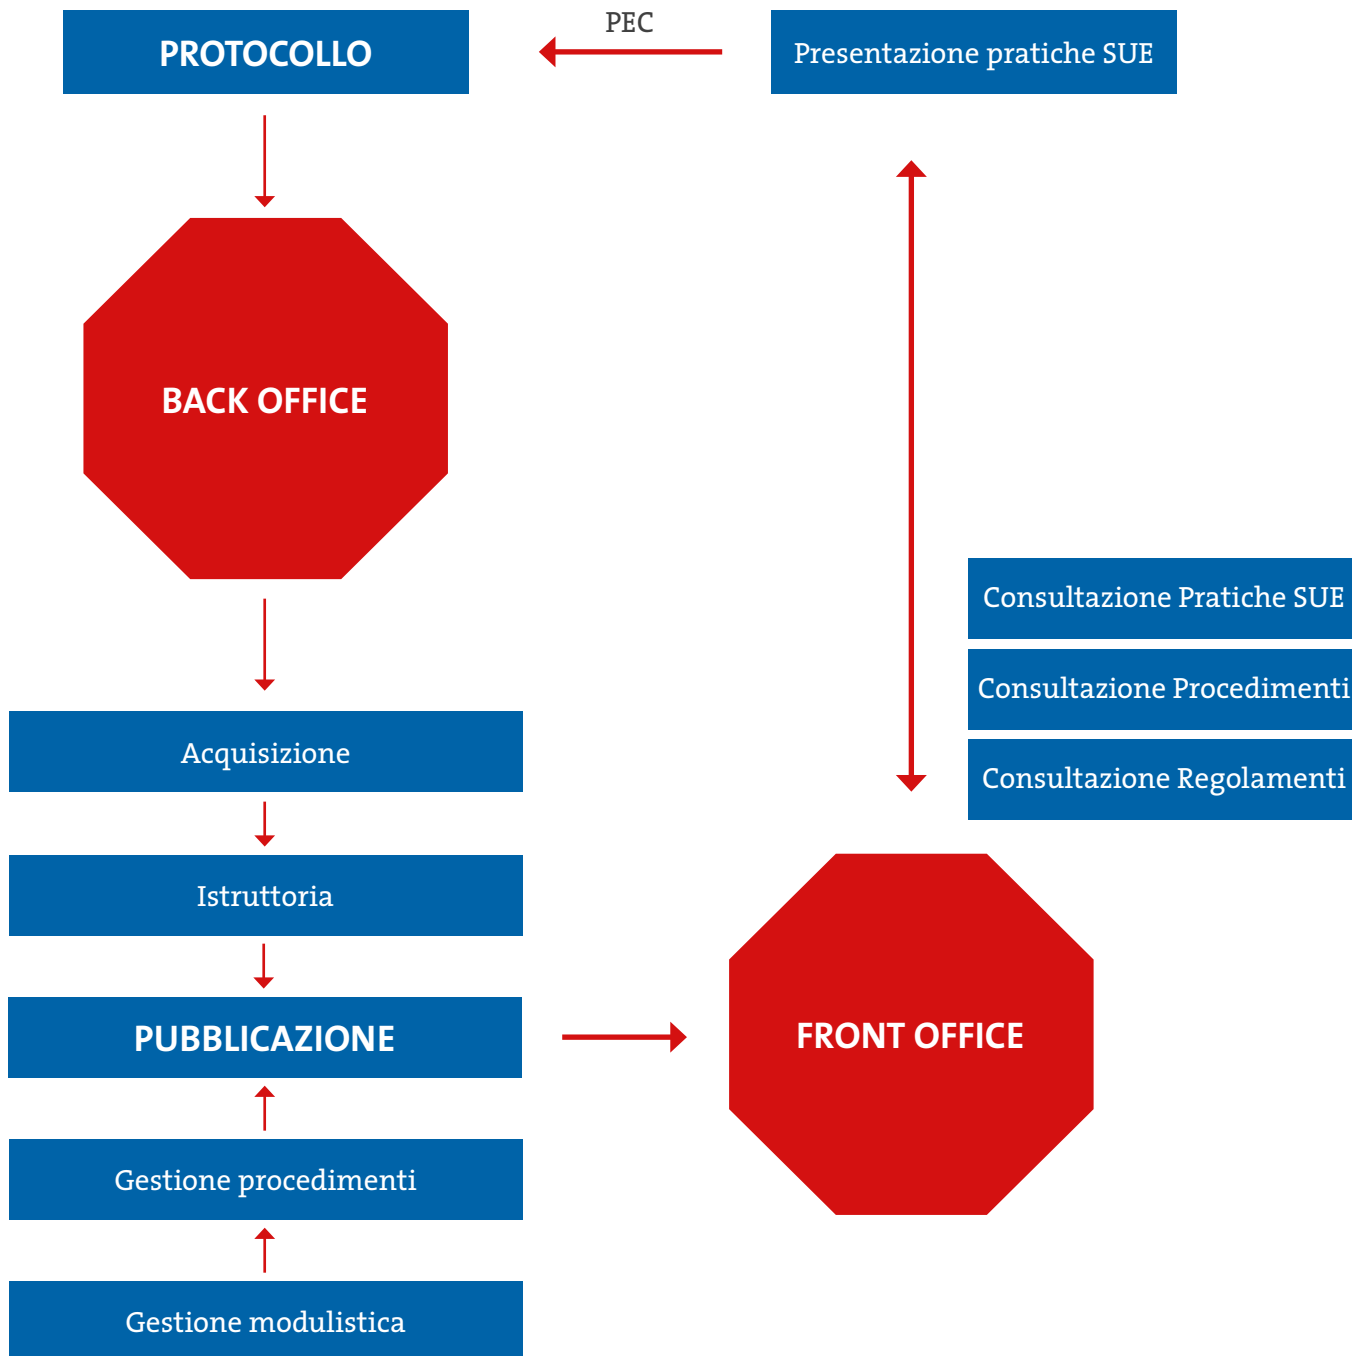 PROTOCOLLO
PEC
Presentazione pratiche SUE
BACK OFFICE
Consultazione Pratiche SUE
Consultazione Procedimenti
Consultazione Regolamenti
Acquisizione
Istruttoria
PUBBLICAZIONE
FRONT OFFICE
Gestione procedimenti
Gestione modulistica